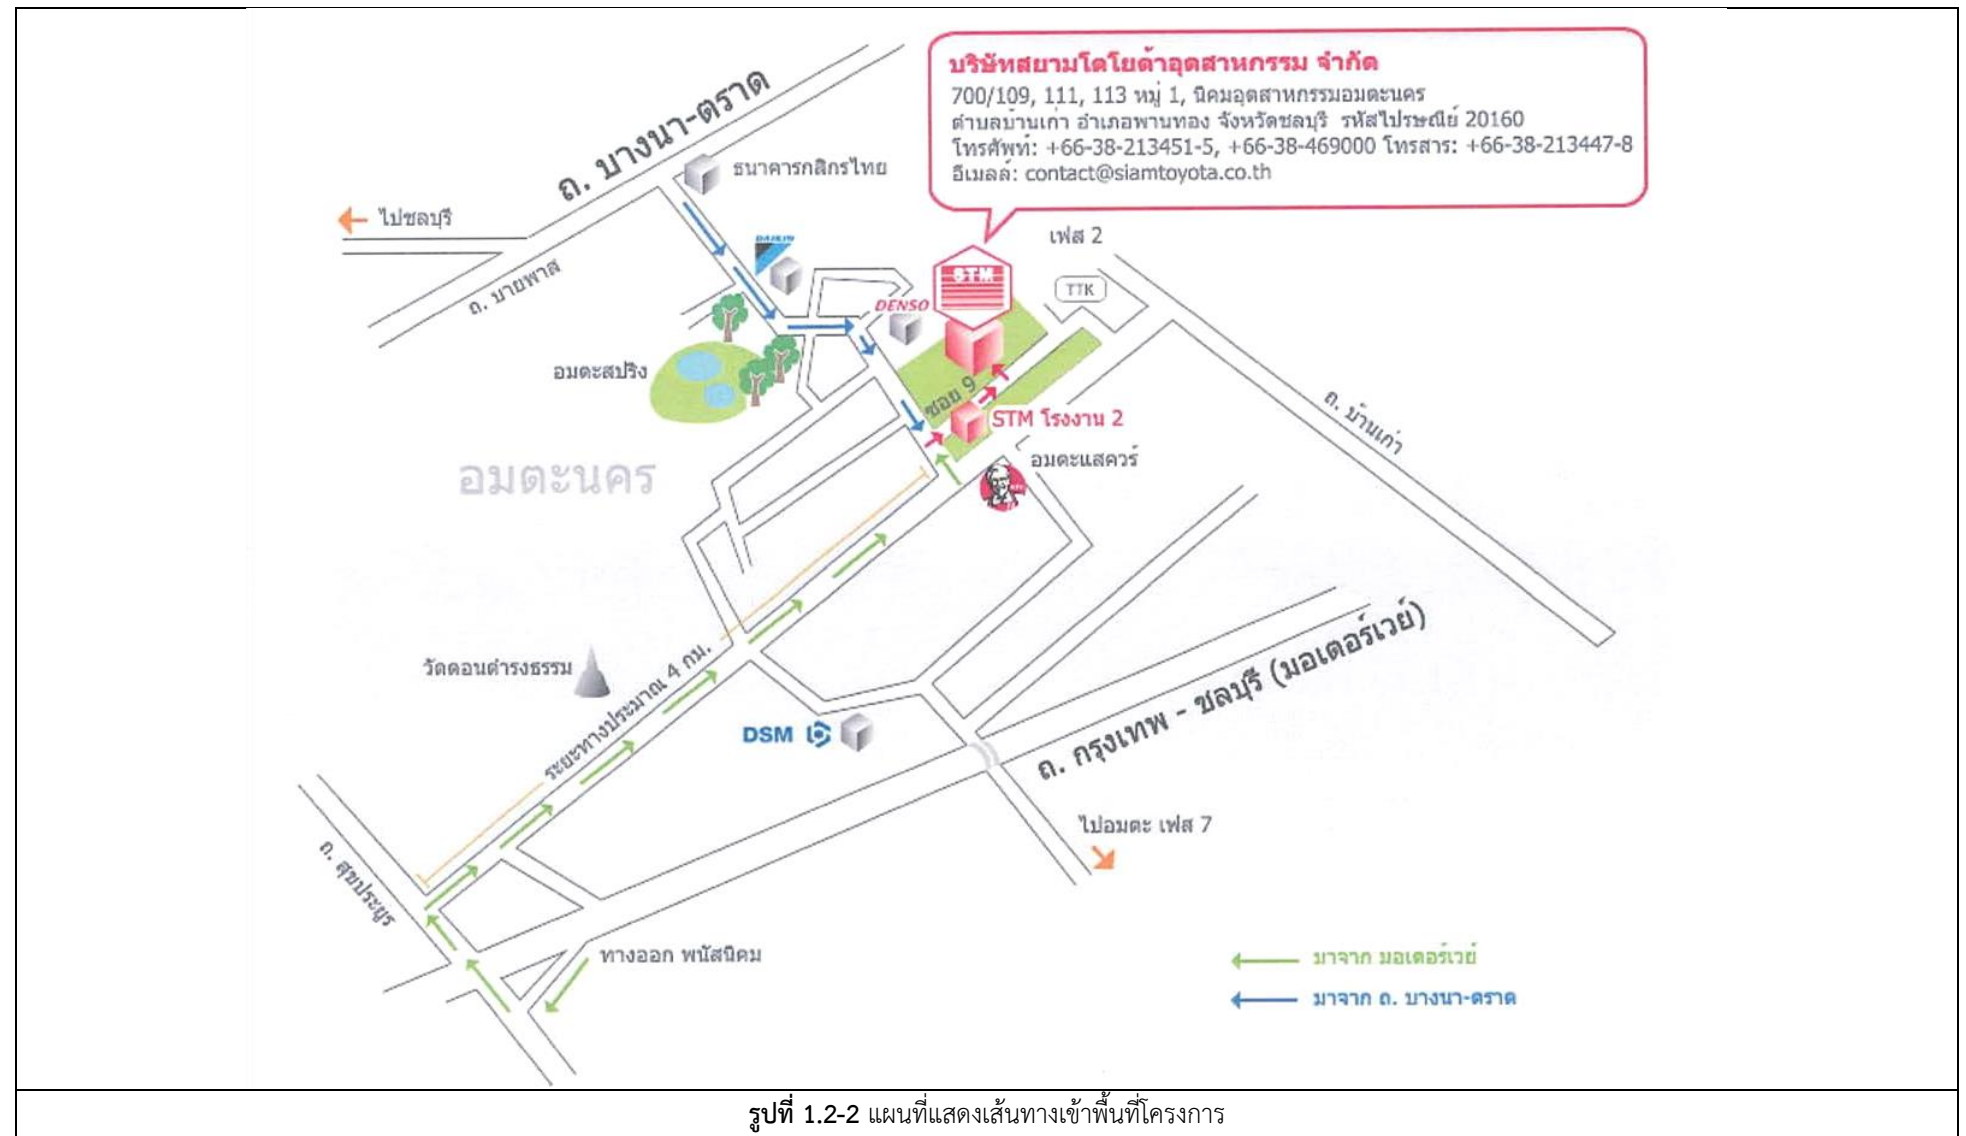 บริษัทสยามโตโยต้าอุตสาหกรรม จำกัด
700/109, 111, 113 หมู่ 1, นิคมอุตสาหกรรมอมตะนคร
ตำบลบ้านเก่า อำเภอพานทอง จังหวัดชลบุรี รหัสไปรษณีย์ 20160
โทรศัพท์: +66-38-213451-5, +66-38-469000 โทรสาร: +66-38-213447-8
อีเมลล์: contact@siamtoyota.co.th
ถ. บางนา-ตราด
ธนาคารกสิกรไทย
ไปชลบุรี
ถ. บายพาส
DAIKIN
เฟส 2
STM
TTK
DENSO
อมตะสปริง
ซอย 9
STM โรงงาน 2
ถ. บ้านเก่า
อมตะแสควร์
KFC
อมตะนคร
วัดดอนดำรงธรรม
ระยะทางประมาณ 4 กม.
DSM
ถ. กรุงเทพ - ชลบุรี (มอเตอร์เวย์)
ไปอมตะ เฟส 7
ถ. สุขประยูร
ทางออก พนัสนิคม
มาจาก มอเตอร์เวย์
มาจาก ถ. บางนา-ตราด
รูปที่ 1.2-2 แผนที่แสดงเส้นทางเข้าพื้นที่โครงการ